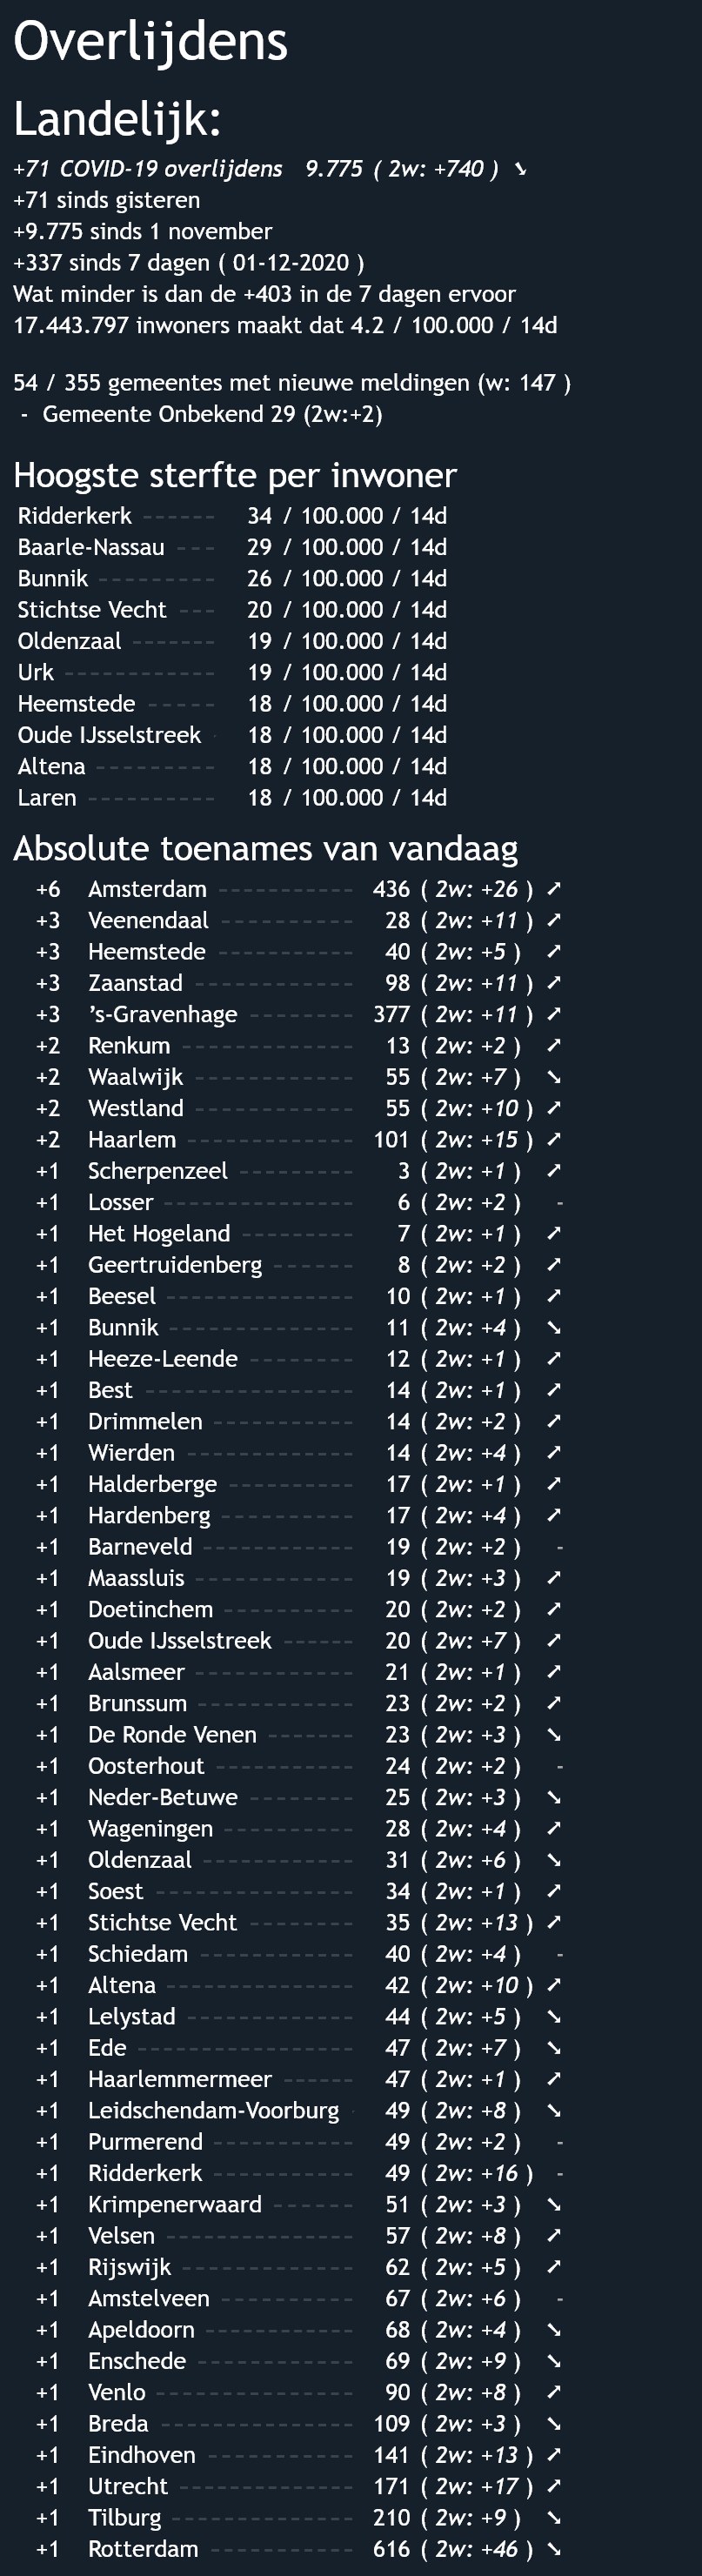 Overlijdens
Landelijk:
+71 COVID-19 overlijdens 9.775 ( 2w: +740 ) ➘
+71 sinds gisteren
+9.775 sinds 1 november
+337 sinds 7 dagen ( 01-12-2020 )
Wat minder is dan de +403 in de 7 dagen ervoor
17.443.797 inwoners maakt dat 4.2 / 100.000 / 14d
54 / 355 gemeentes met nieuwe meldingen (w: 147 )
- Gemeente Onbekend 29 (2w:+2)
Hoogste sterfte per inwoner
Ridderkerk ------ 34 / 100.000 / 14d
Baarle-Nassau --- 29 / 100.000 / 14d
Bunnik --------- 26 / 100.000 / 14d
Stichtse Vecht --- 20 / 100.000 / 14d
Oldenzaal ------- 19 / 100.000 / 14d
Urk ------------ 19 / 100.000 / 14d
Heemstede ----- 18 / 100.000 / 14d
Oude IJsselstreek - 18 / 100.000 / 14d
Altena --------- 18 / 100.000 / 14d
Laren ---------- 18 / 100.000 / 14d
Absolute toenames van vandaag
+6 Amsterdam ----------- 436 ( 2w: +26 ) ➚
+3 Veenendaal ----------- 28 ( 2w: +11 ) ➚
+3 Heemstede ----------- 40 ( 2w: +5 ) ➚
+3 Zaanstad ------------- 98 ( 2w: +11 ) ➚
+3 ’s-Gravenhage -------- 377 ( 2w: +11 ) ➚
+2 Renkum -------------- 13 ( 2w: +2 ) ➚
+2 Waalwijk ------------- 55 ( 2w: +7 ) ➘
+2 Westland ------------- 55 ( 2w: +10 ) ➚
+2 Haarlem ------------- 101 ( 2w: +15 ) ➚
+1 Scherpenzeel --------- 3 ( 2w: +1 ) ➚
+1 Losser --------------- 6 ( 2w: +2 ) -
+1 Het Hogeland --------- 7 ( 2w: +1 ) ➚
+1 Geertruidenberg ------ 8 ( 2w: +2 ) ➚
+1 Beesel --------------- 10 ( 2w: +1 ) ➚
+1 Bunnik --------------- 11 ( 2w: +4 ) ➘
+1 Heeze-Leende -------- 12 ( 2w: +1 ) ➚
+1 Best ----------------- 14 ( 2w: +1 ) ➚
+1 Drimmelen ----------- 14 ( 2w: +2 ) ➚
+1 Wierden ------------- 14 ( 2w: +4 ) ➚
+1 Halderberge ---------- 17 ( 2w: +1 ) ➚
+1 Hardenberg ----------- 17 ( 2w: +4 ) ➚
+1 Barneveld ------------ 19 ( 2w: +2 ) -
+1 Maassluis ------------- 19 ( 2w: +3 ) ➚
+1 Doetinchem ---------- 20 ( 2w: +2 ) ➚
+1 Oude IJsselstreek ------ 20 ( 2w: +7 ) ➚
+1 Aalsmeer ------------- 21 ( 2w: +1 ) ➚
+1 Brunssum ------------ 23 ( 2w: +2 ) ➚
+1 De Ronde Venen ------- 23 ( 2w: +3 ) ➘
+1 Oosterhout ----------- 24 ( 2w: +2 ) -
+1 Neder-Betuwe -------- 25 ( 2w: +3 ) ➘
+1 Wageningen ---------- 28 ( 2w: +4 ) ➚
+1 Oldenzaal ------------ 31 ( 2w: +6 ) ➘
+1 Soest ---------------- 34 ( 2w: +1 ) ➚
+1 Stichtse Vecht -------- 35 ( 2w: +13 ) ➚
+1 Schiedam ------------ 40 ( 2w: +4 ) -
+1 Altena --------------- 42 ( 2w: +10 ) ➚
+1 Lelystad ------------- 44 ( 2w: +5 ) ➘
+1 Ede ------------------ 47 ( 2w: +7 ) ➘
+1 Haarlemmermeer ------ 47 ( 2w: +1 ) ➚
+1 Leidschendam-Voorburg - 49 ( 2w: +8 ) ➘
+1 Purmerend ----------- 49 ( 2w: +2 ) -
+1 Ridderkerk ----------- 49 ( 2w: +16 ) -
+1 Krimpenerwaard ------ 51 ( 2w: +3 ) ➘
+1 Velsen --------------- 57 ( 2w: +8 ) ➚
+1 Rijswijk -------------- 62 ( 2w: +5 ) ➚
+1 Amstelveen ---------- 67 ( 2w: +6 ) -
+1 Apeldoorn ----------- 68 ( 2w: +4 ) ➘
+1 Enschede ------------ 69 ( 2w: +9 ) ➘
+1 Venlo ---------------- 90 ( 2w: +8 ) ➚
+1 Breda --------------- 109 ( 2w: +3 ) ➘
+1 Eindhoven ----------- 141 ( 2w: +13 ) ➚
+1 Utrecht -------------- 171 ( 2w: +17 ) ➚
+1 Tilburg -------------- 210 ( 2w: +9 ) ➘
+1 Rotterdam ----------- 616 ( 2w: +46 ) ➘